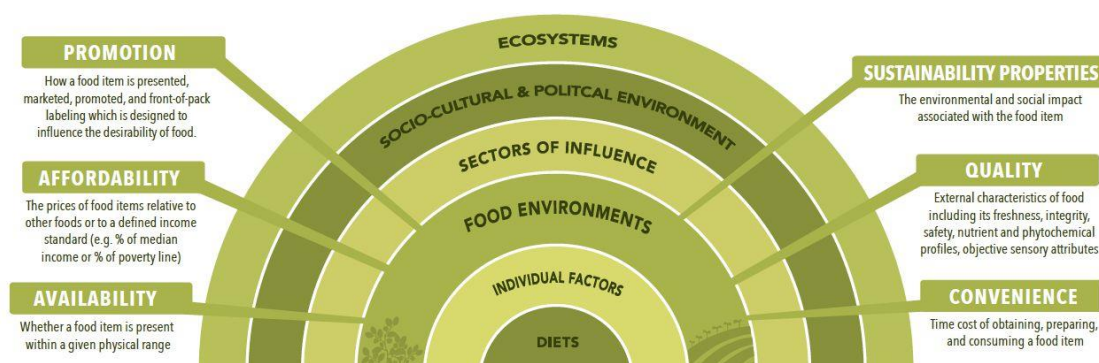 PROMOTION
How a food item is presented,
marketed, promoted, and front-of-pack
labeling which is designed to
influence the desirability of food.
AFFORDABILITY
The prices of food items relative to
other foods or to a defined income
standard (e.g. % of median
income or % of poverty line)
AVAILABILITY
Whether a food item is present
within a given physical range
ECOSYSTEMS
SOCIO-CULTURAL & POLITCAL ENVIRONMENT
SECTORS OF INFLUENCE
FOOD ENVIRONMENTS
INDIVIDUAL FACTORS
DIETS
SUSTAINABILITY PROPERTIES
The environmental and social impact
associated with the food item
QUALITY
External characteristics of food
including its freshness, integrity,
safety, nutrient and phytochemical
profiles, objective sensory attributes
CONVENIENCE
Time cost of obtaining, preparing,
and consuming a food item